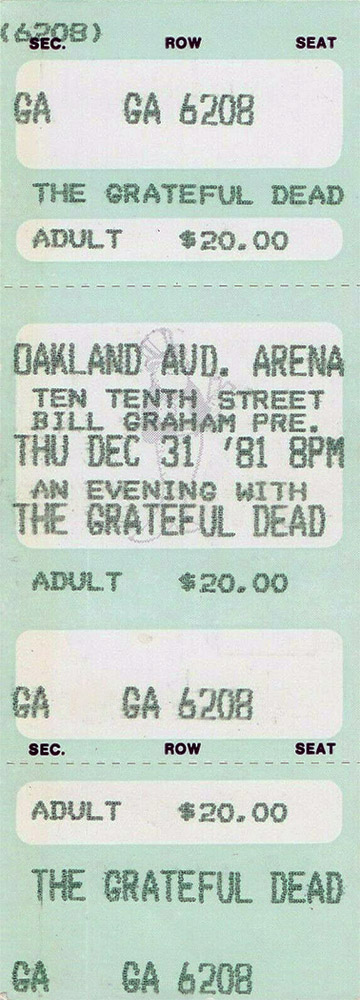 (6208)
SEC. ROW SEAT
GA GA 6208
THE GRATEFUL DEAD
ADULT $20.00
OAKLAND AUD. ARENA
TEN TENTH STREET
BILL GRAHAM PRE.
THU DEC 31 '81 8PM
AN EVENING WITH
THE GRATEFUL DEAD
ADULT $20.00
GA GA 6208
SEC. ROW SEAT
ADULT $20.00
THE GRATEFUL DEAD
GA GA 6208